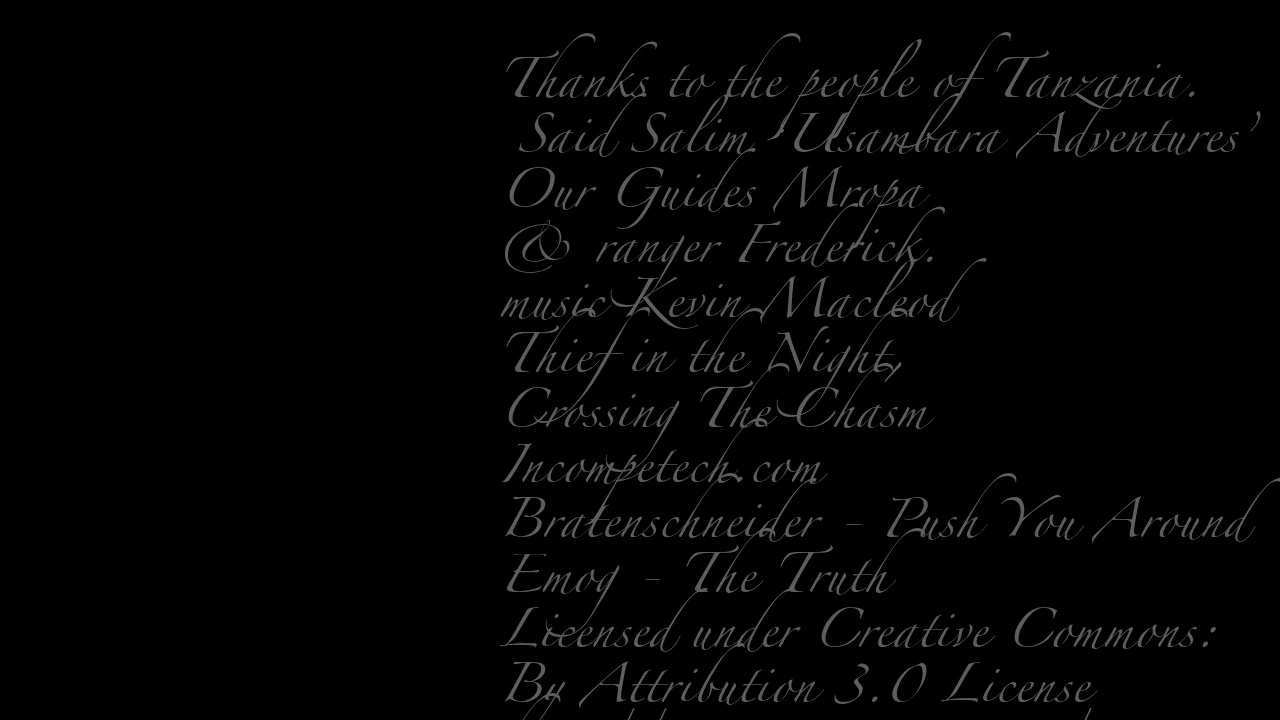 Thanks to the people of Tanzania.
Said Salim. 'Usambara Adventures'
Our Guides Mropa
& ranger Frederick.
music Kevin Macleod
Thief in the Night,
Crossing The Chasm
Incompetech.com
Bratenschneider - Push You Around
Emog - The Truth
Licensed under Creative Commons:
By Attribution 3.0 License